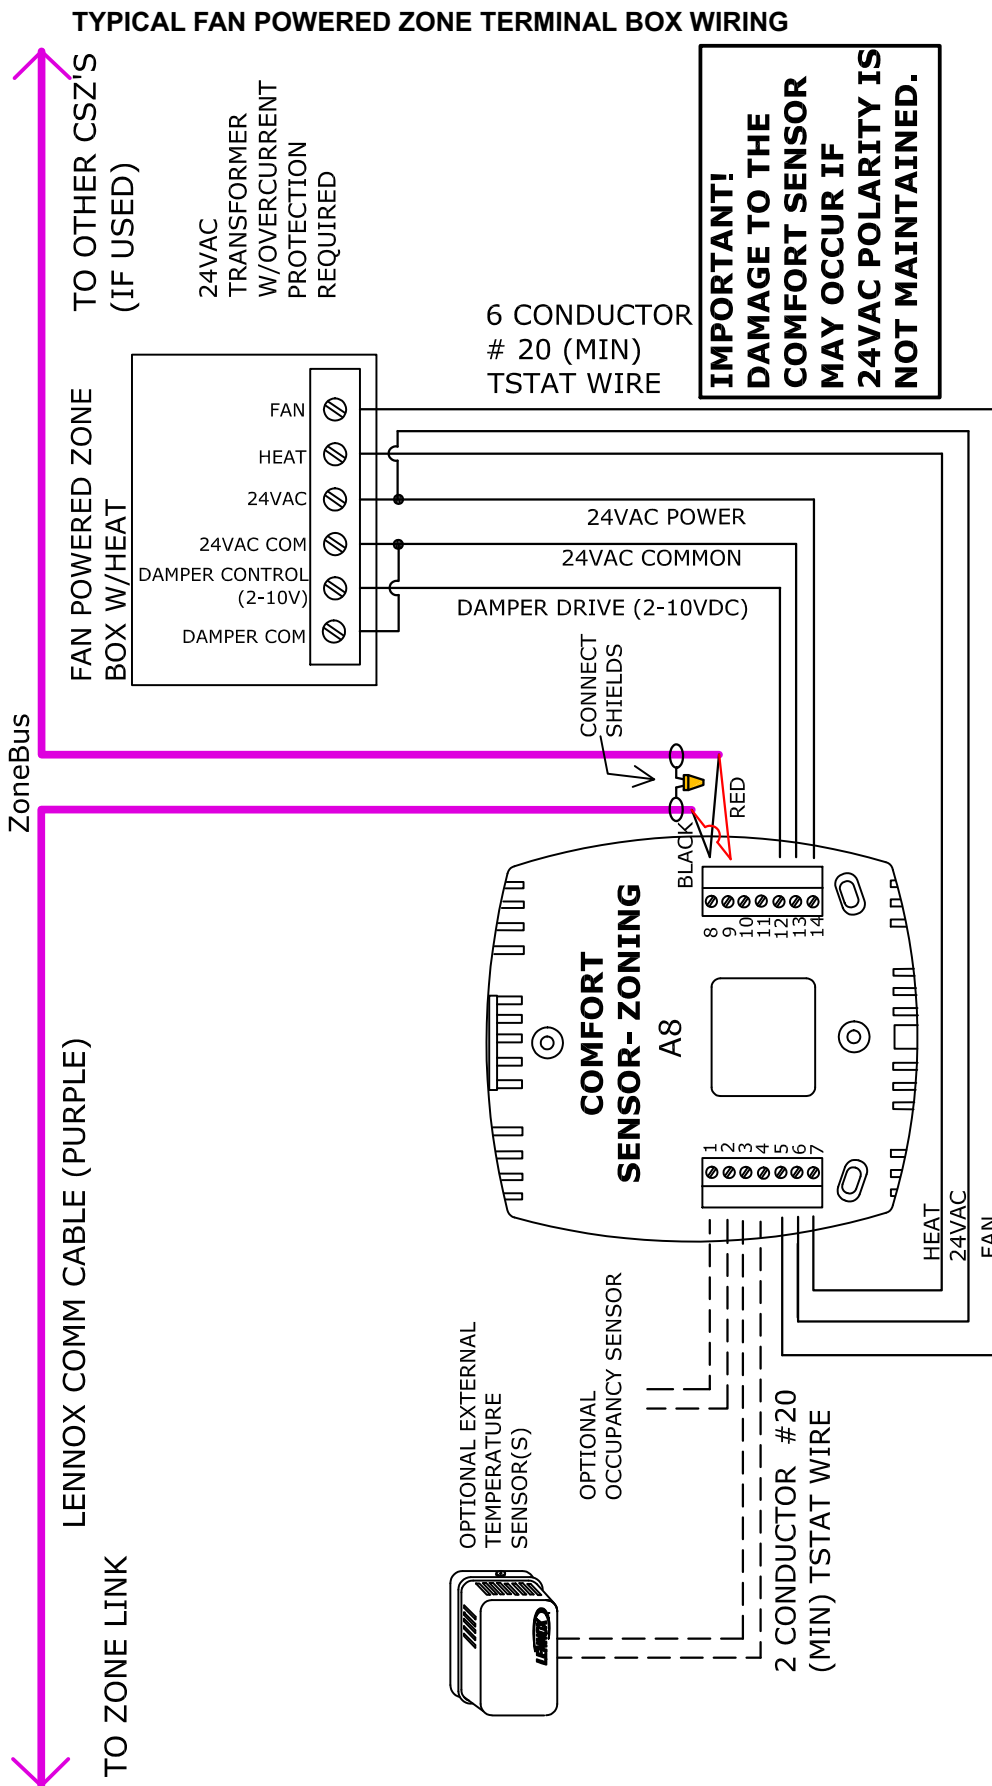 TYPICAL FAN POWERED ZONE TERMINAL BOX WIRING
TO OTHER CSZ'S
(IF USED)
24VAC
TRANSFORMER
W/OVERCURRENT
PROTECTION
REQUIRED
6 CONDUCTOR
# 20 (MIN)
TSTAT WIRE
IMPORTANT!
DAMAGE TO THE
COMFORT SENSOR
MAY OCCUR IF
24VAC POLARITY IS
NOT MAINTAINED.
FAN POWERED ZONE
BOX W/HEAT
FAN
HEAT
24VAC
24VAC COM
DAMPER CONTROL
(2-10V)
DAMPER COM
24VAC POWER
24VAC COMMON
DAMPER DRIVE (2-10VDC)
CONNECT
SHIELDS
ZoneBus
RED
BLACK
8
9
10
11
12
13
14
COMFORT
SENSOR- ZONING
A8
1
2
3
4
5
6
7
LENNOX COMM CABLE (PURPLE)
HEAT
24VAC
FAN
OPTIONAL EXTERNAL
TEMPERATURE
SENSOR(S)
OPTIONAL
OCCUPANCY SENSOR
2 CONDUCTOR #20
(MIN) TSTAT WIRE
LENNOX
TO ZONE LINK